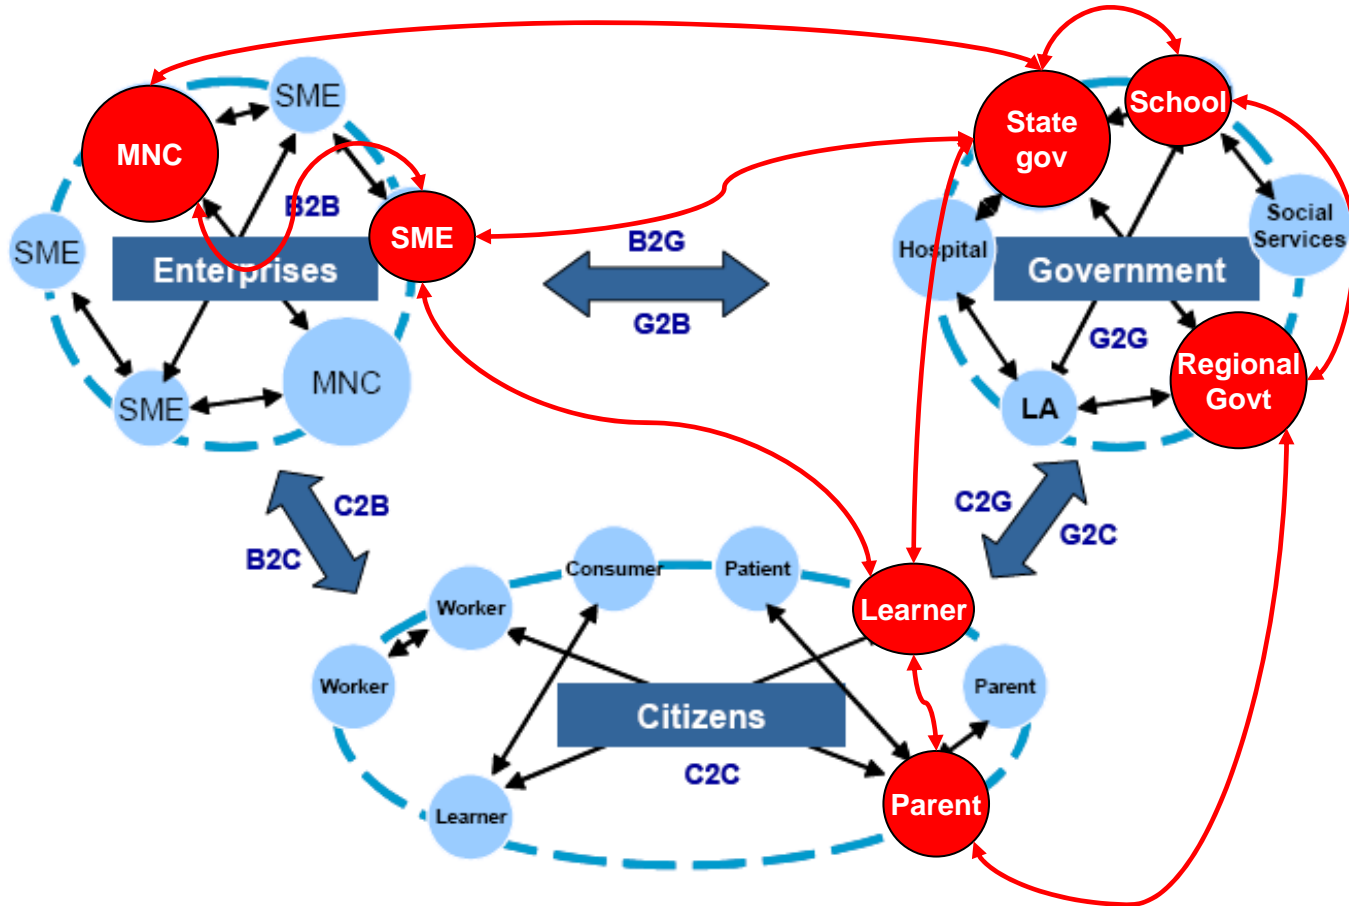 SME
MNC
B2B
SME
SME
Enterprises
SME
MNC
B2G
G2B
State
gov
School
Hospital
Social
Services
Government
G2G
Regional
Govt
LA
C2B
B2C
C2G
G2C
Consumer
Patient
Worker
Learner
Worker
Parent
Citizens
C2C
Learner
Parent